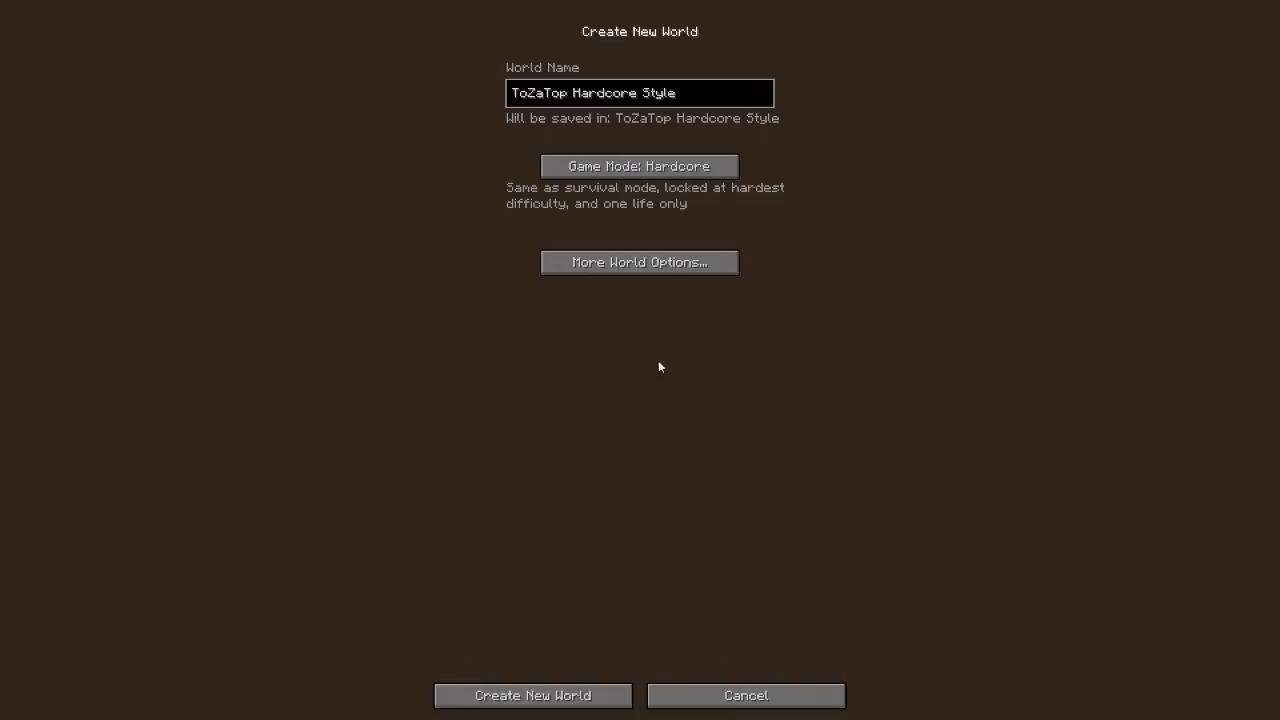 Create New World
World Name
ToZaTop Hardcore Style
Will be saved in: ToZaTop Hardcore Style
Game Mode: Hardcore
Same as survival mode, locked at hardest
difficulty, and one life only
More World Options...
Create New World
Cancel